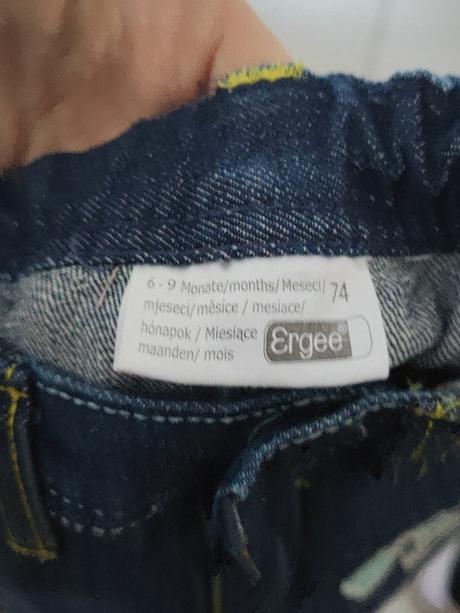 6 - 9 Monate/months/Meseci/ 74
mjeseci/měsíce / mesiace/
hónapok / Miesiące
maanden/ mois
Ergee®